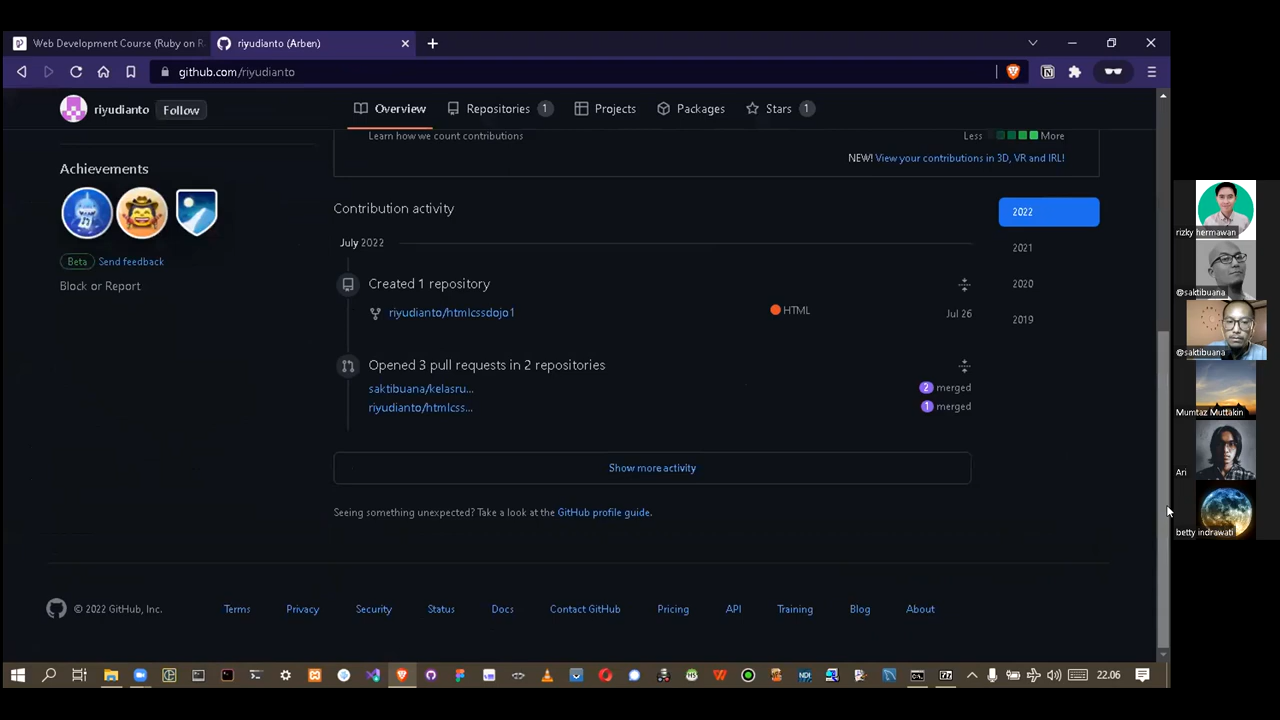 Web Development Course (Ruby on R
riyudianto (Arben)
github.com/riyudianto
riyudianto
Follow
Overview
Repositories 1
Projects
Packages
Stars 1
Learn how we count contributions
Less
More
NEW! View your contributions in 3D, VR and IRL!
Achievements
Beta Send feedback
Block or Report
Contribution activity
2022
2021
2020
2019
July 2022
Created 1 repository
riyudianto/htmlcssdojo1
HTML
Jul 26
Opened 3 pull requests in 2 repositories
saktibuana/kelasru...
2 merged
riyudianto/htmlcss...
1 merged
Show more activity
Seeing something unexpected? Take a look at the GitHub profile guide.
© 2022 GitHub, Inc.
Terms
Privacy
Security
Status
Docs
Contact GitHub
Pricing
API
Training
Blog
About
rizky hermawan
@saktibuana
@saktibuana
Mumtaz Muttakin
Ari
betty indrawati
NDI
22.06